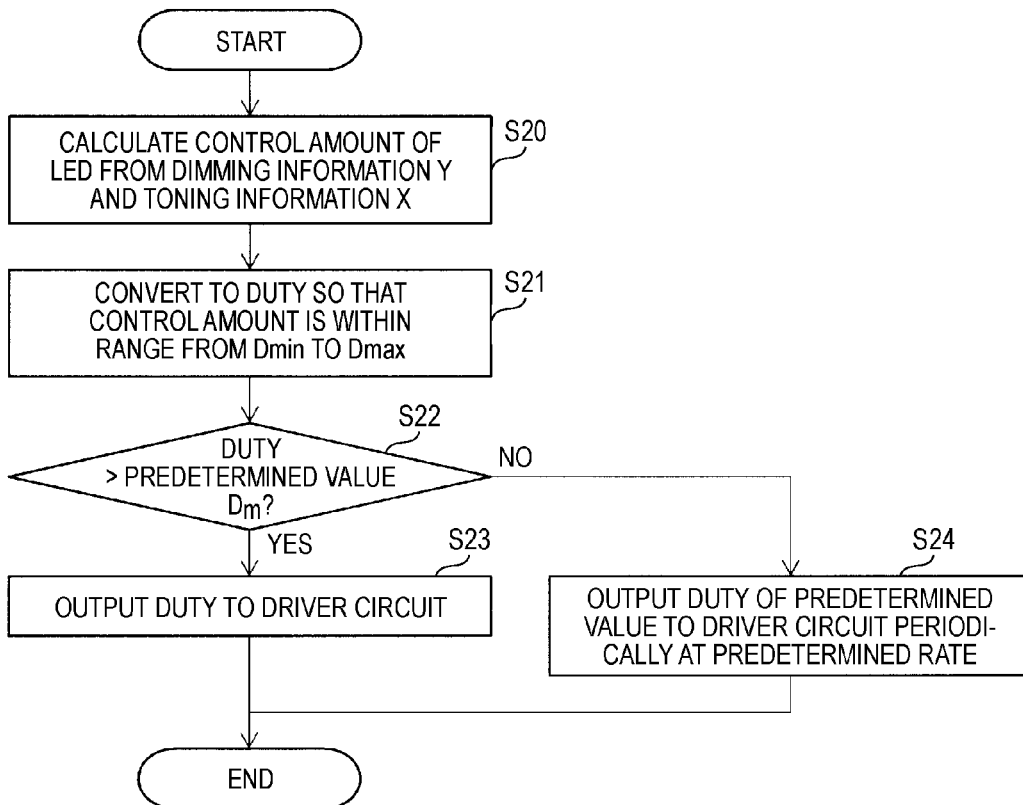 START
CALCULATE CONTROL AMOUNT OF
LED FROM DIMMING INFORMATION Y
AND TONING INFORMATION X
S20
CONVERT TO DUTY SO THAT
CONTROL AMOUNT IS WITHIN
RANGE FROM Dmin TO Dmax
S21
DUTY
> PREDETERMINED VALUE
Dm?
S22
NO
YES
OUTPUT DUTY TO DRIVER CIRCUIT
S23
OUTPUT DUTY OF PREDETERMINED
VALUE TO DRIVER CIRCUIT PERIODI-
CALLY AT PREDETERMINED RATE
S24
END